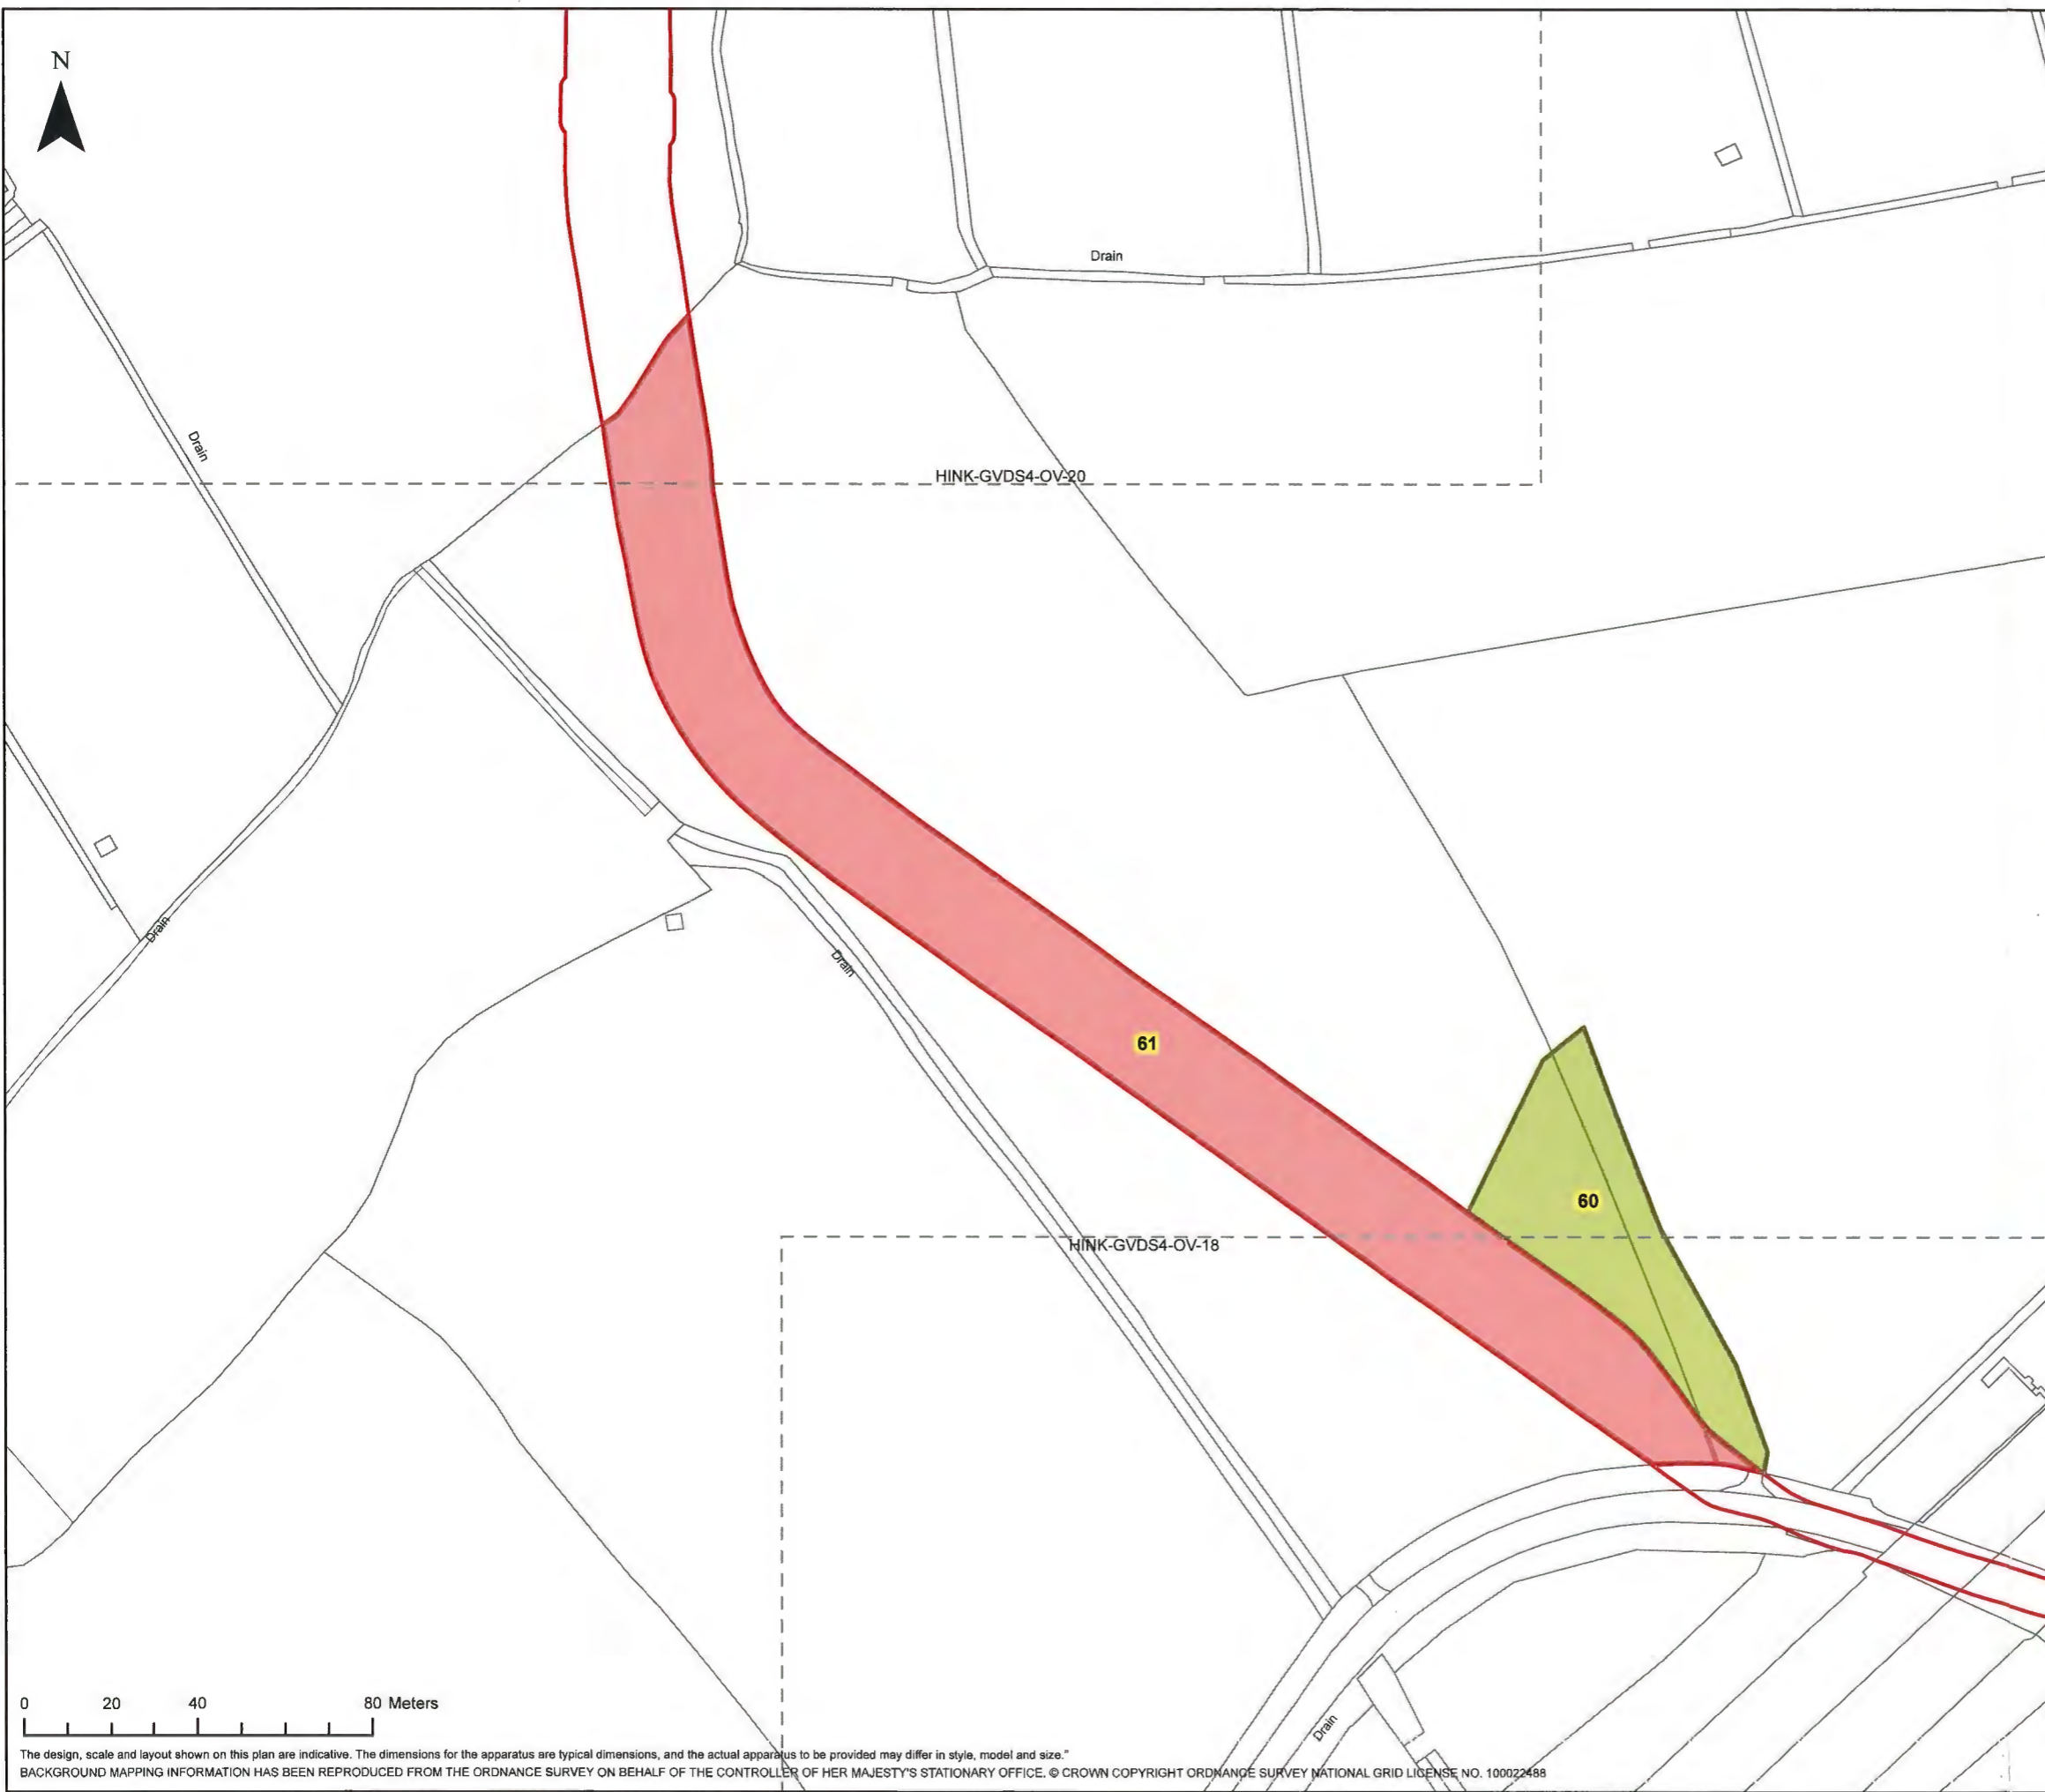 N
Drain
Drain
HINK-GVDS4-OV-20
Drain
Drain
61
60
HINK-GVDS4-OV-18
0 20 40 80 Meters
Drain
The design, scale and layout shown on this plan are indicative. The dimensions for the apparatus are typical dimensions, and the actual apparatus to be provided may differ in style, model and size."
BACKGROUND MAPPING INFORMATION HAS BEEN REPRODUCED FROM THE ORDNANCE SURVEY ON BEHALF OF THE CONTROLLER OF HER MAJESTY'S STATIONARY OFFICE. © CROWN COPYRIGHT ORDNANCE SURVEY NATIONAL GRID LICENSE NO. 100022488